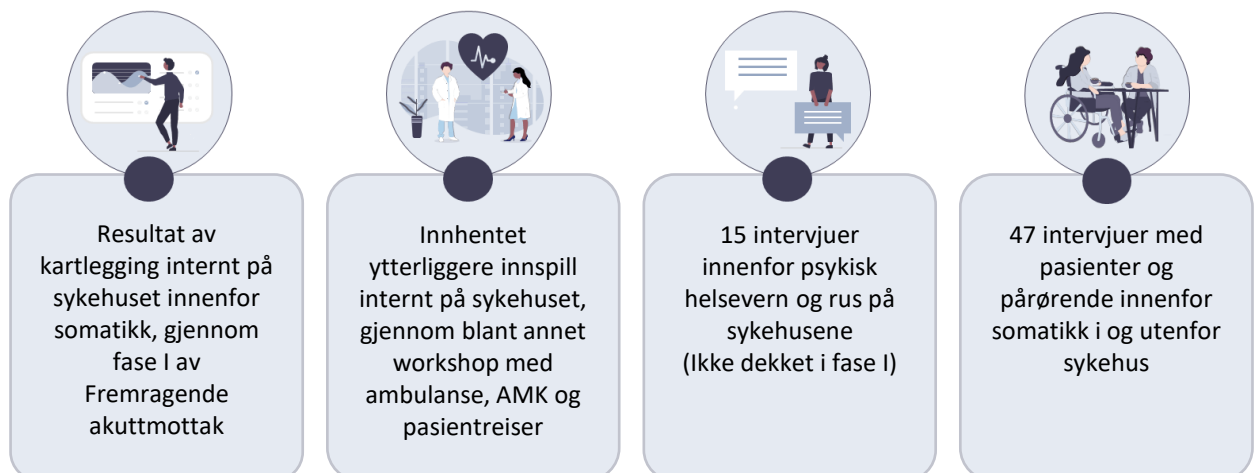 Resultat av
kartlegging internt på
sykehuset innenfor
somatikk, gjennom
fase I av
Fremragende
akuttmottak
Innhentet
ytterliggere innspill
internt på sykehuset,
gjennom blant annet
workshop med
ambulanse, AMK og
pasientreiser
15 intervjuer
innenfor psykisk
helsevern og rus på
sykehusene
(Ikke dekket i fase I)
47 intervjuer med
pasienter og
pårørende innenfor
somatikk i og utenfor
sykehus